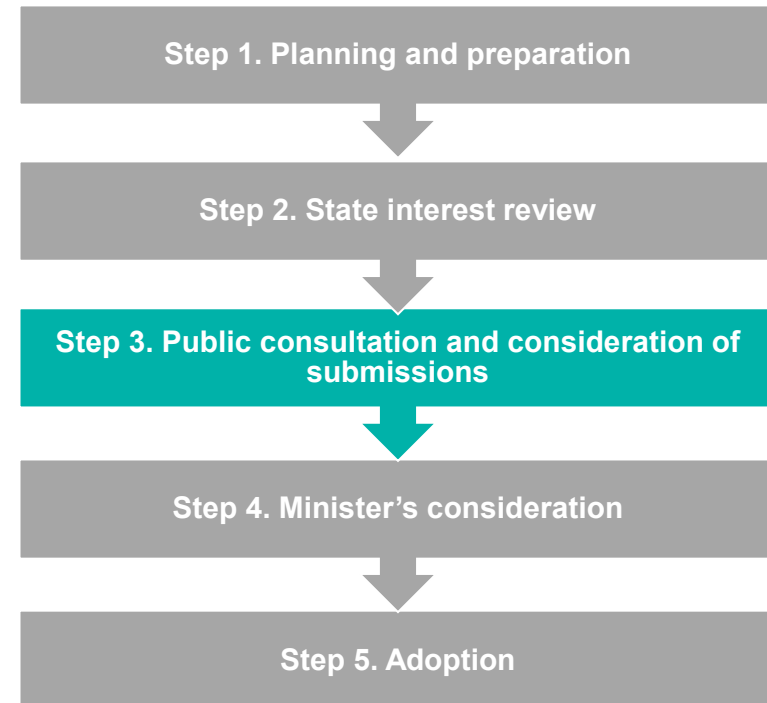 Step 1. Planning and preparation
Step 2. State interest review
Step 3. Public consultation and consideration of
submissions
Step 4. Minister’s consideration
Step 5. Adoption